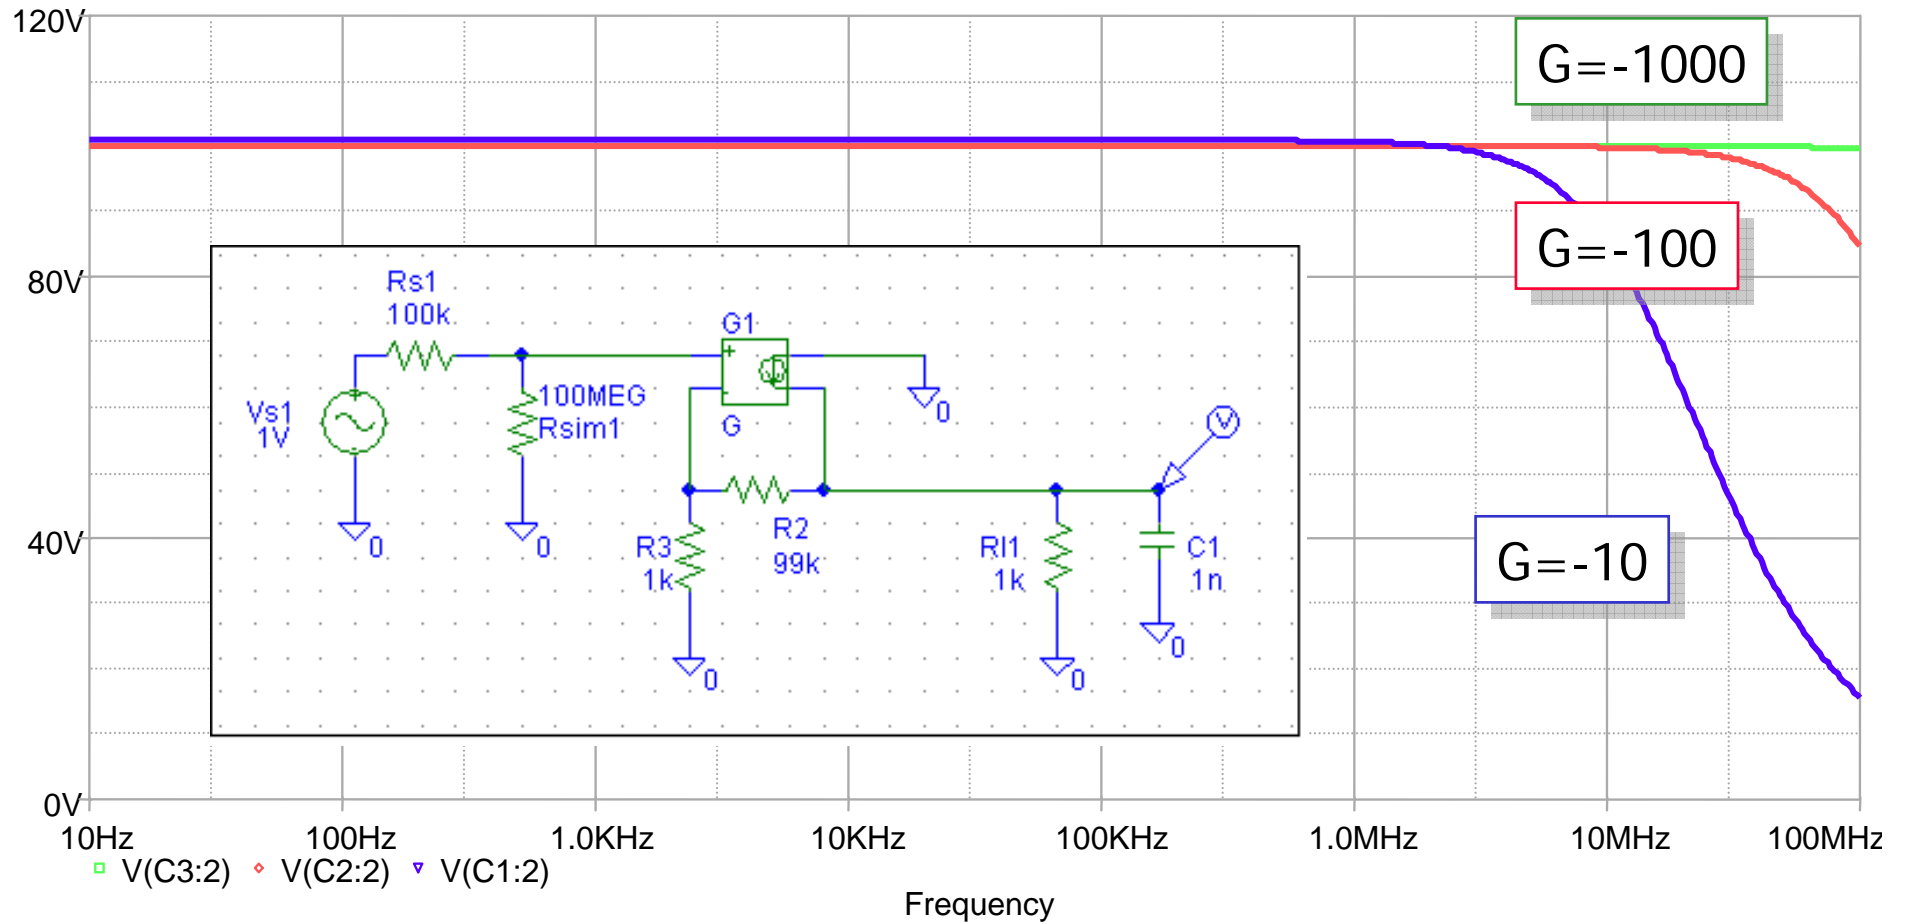 120V
80V
40V
0V
G=-1000
G=-100
G=-10
Rs1
100k
Vs1
1V
100MEG
Rsim1
G1
+
-
G
0
0
0
R3
1k
R2
99k
Rl1
1k
C1
1n
V
0
0
0
10Hz 100Hz 1.0KHz 10KHz 100KHz 1.0MHz 10MHz 100MHz
V(C3:2) V(C2:2) V(C1:2)
Frequency